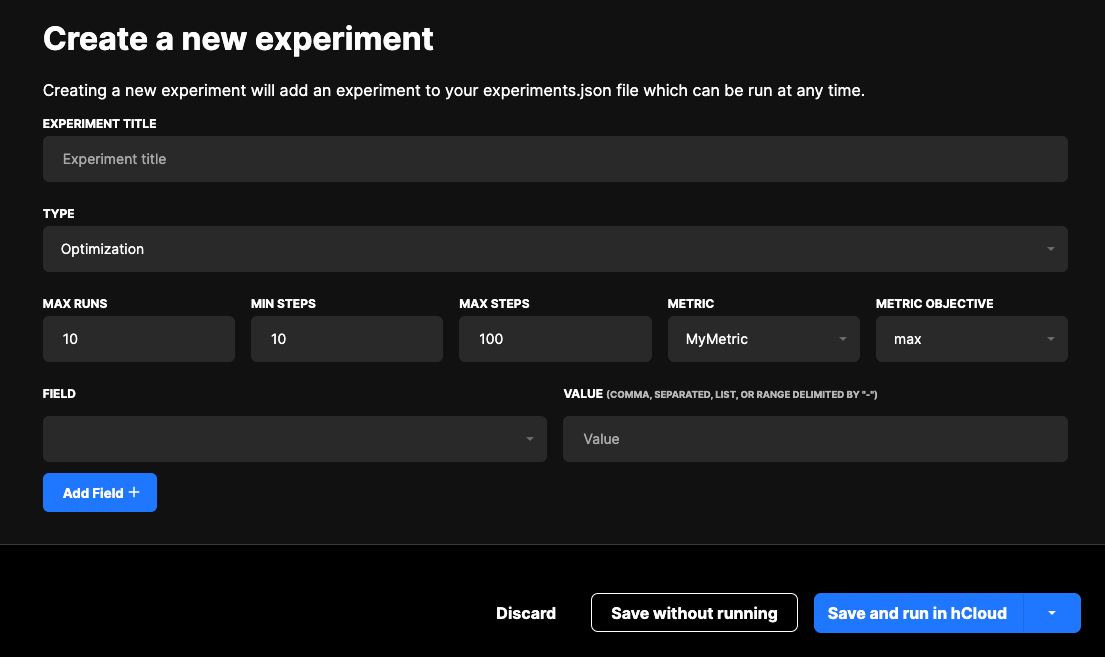 Create a new experiment
Creating a new experiment will add an experiment to your experiments.json file which can be run at any time.
EXPERIMENT TITLE
Experiment title
TYPE
Optimization
MAX RUNS MIN STEPS MAX STEPS METRIC METRIC OBJECTIVE
10 10 100 MyMetric max
FIELD VALUE (COMMA, SEPARATED, LIST, OR RANGE DELIMITED BY "-")
Value
Add Field +
Discard Save without running Save and run in hCloud